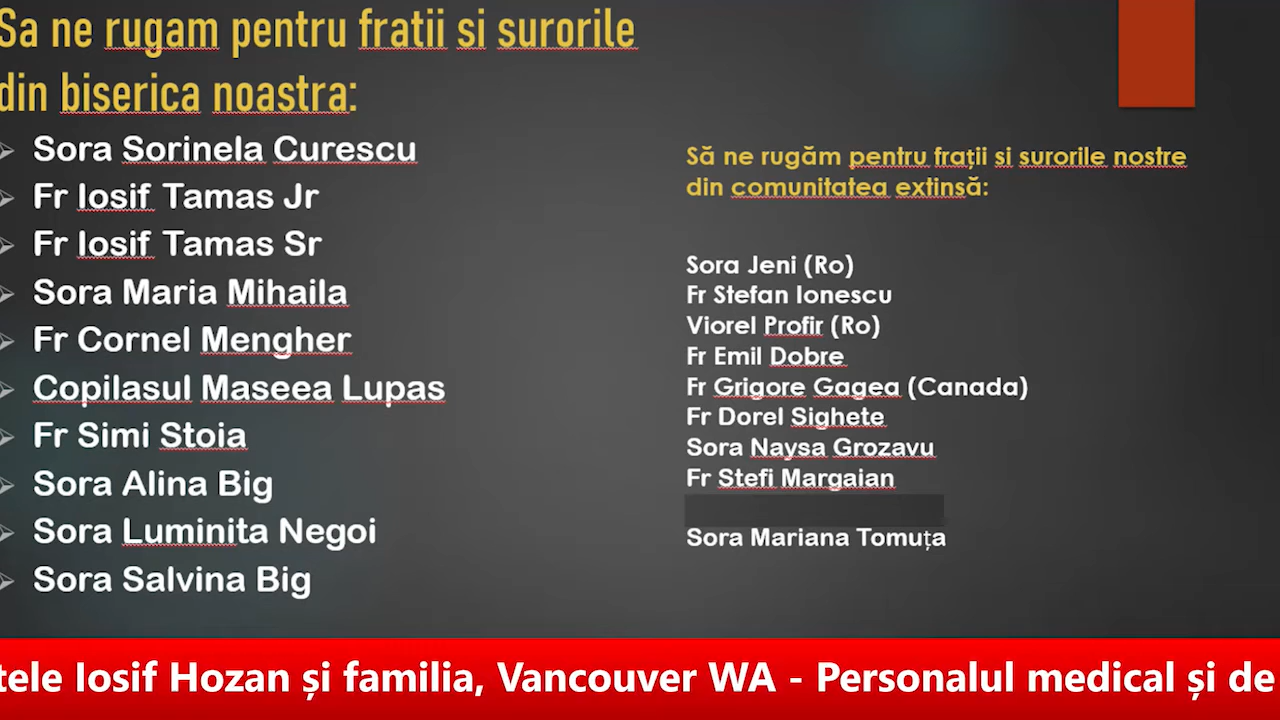 Sa ne rugam pentru fratii si surorile
din biserica noastra:
Sora Sorinela Curescu
Fr Iosif Tamas Jr
Fr Iosif Tamas Sr
Sora Maria Mihaila
Fr Cornel Mengher
Copilasul Maseea Lupas
Fr Simi Stoia
Sora Alina Big
Sora Luminita Negoi
Sora Salvina Big
Să ne rugăm pentru frații si surorile nostre
din comunitatea extinsă:
Sora Jeni (Ro)
Fr Stefan Ionescu
Viorel Profir (Ro)
Fr Emil Dobre
Fr Grigore Gagea (Canada)
Fr Dorel Sighete
Sora Naysa Grozavu
Fr Stefi Margaian
Sora Mariana Tomuța
tele Iosif Hozan și familia, Vancouver WA - Personalul medical și de